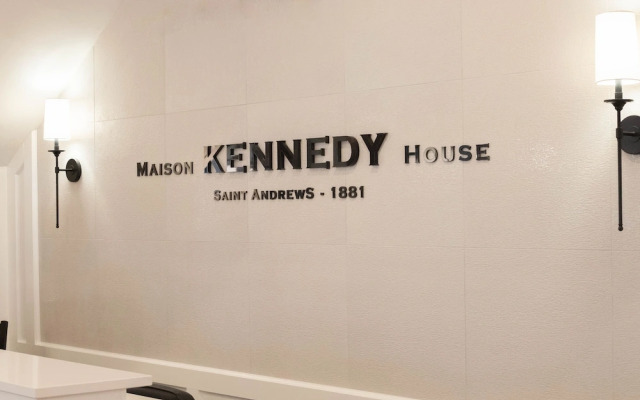 Maison KENNEDY House
Saint Andrews - 1881